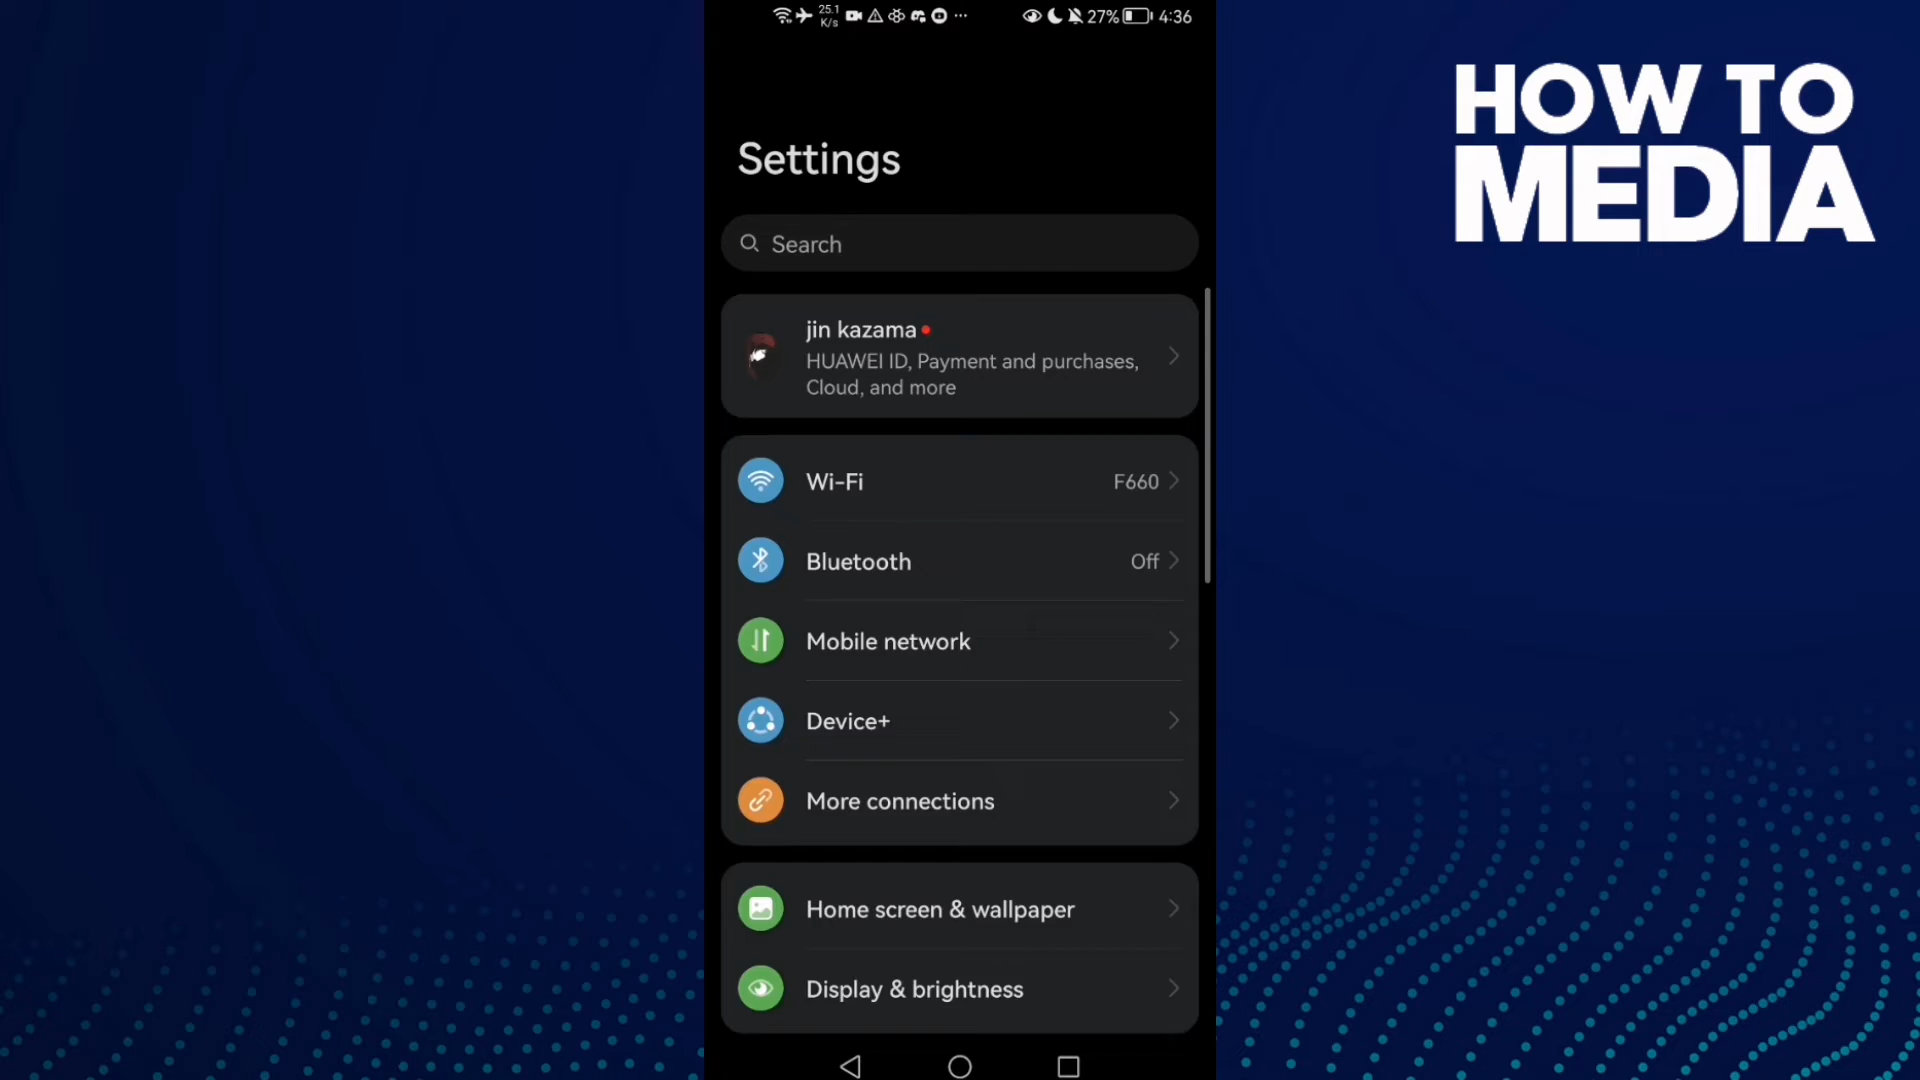 25.1
K/s
27%
4:36
HOW TO
MEDIA
Settings
Search
jin kazama
HUAWEI ID, Payment and purchases,
Cloud, and more
Wi-Fi
F660
Bluetooth
Off
Mobile network
Device+
More connections
Home screen & wallpaper
Display & brightness